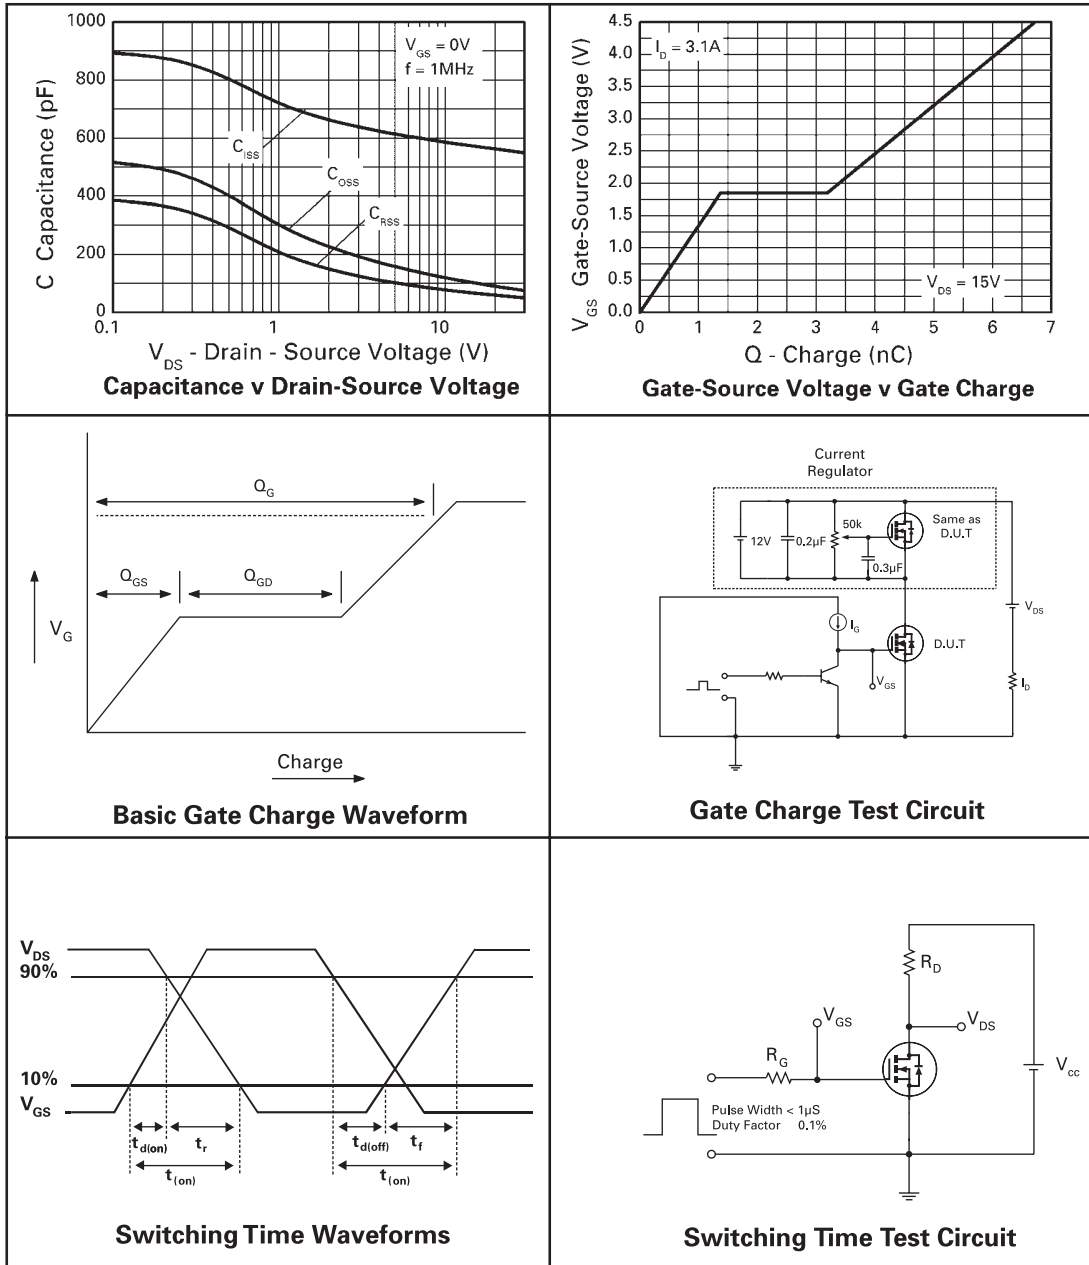 1000
800
600
400
200
0
0.1
1
10
C Capacitance (pF)
V_GS = 0V
f = 1MHz
C_ISS
C_OSS
C_RSS
V_DS - Drain - Source Voltage (V)
Capacitance v Drain-Source Voltage
4.5
4.0
3.5
3.0
2.5
2.0
1.5
1.0
0.5
0.0
0
1
2
3
4
5
6
7
V_GS Gate-Source Voltage (V)
I_D = 3.1A
V_DS = 15V
Q - Charge (nC)
Gate-Source Voltage v Gate Charge
Q_G
Q_GS
Q_GD
V_G
Charge
Basic Gate Charge Waveform
Current
Regulator
12V
0.2µF
50k
0.3µF
Same as
D.U.T
I_G
V_GS
D.U.T
V_DS
I_D
Gate Charge Test Circuit
V_DS
90%
10%
V_GS
t_d(on)
t_r
t_(on)
t_d(off)
t_f
t_(on)
Switching Time Waveforms
R_D
V_GS
V_DS
R_G
V_cc
Pulse Width < 1µS
Duty Factor 0.1%
Switching Time Test Circuit